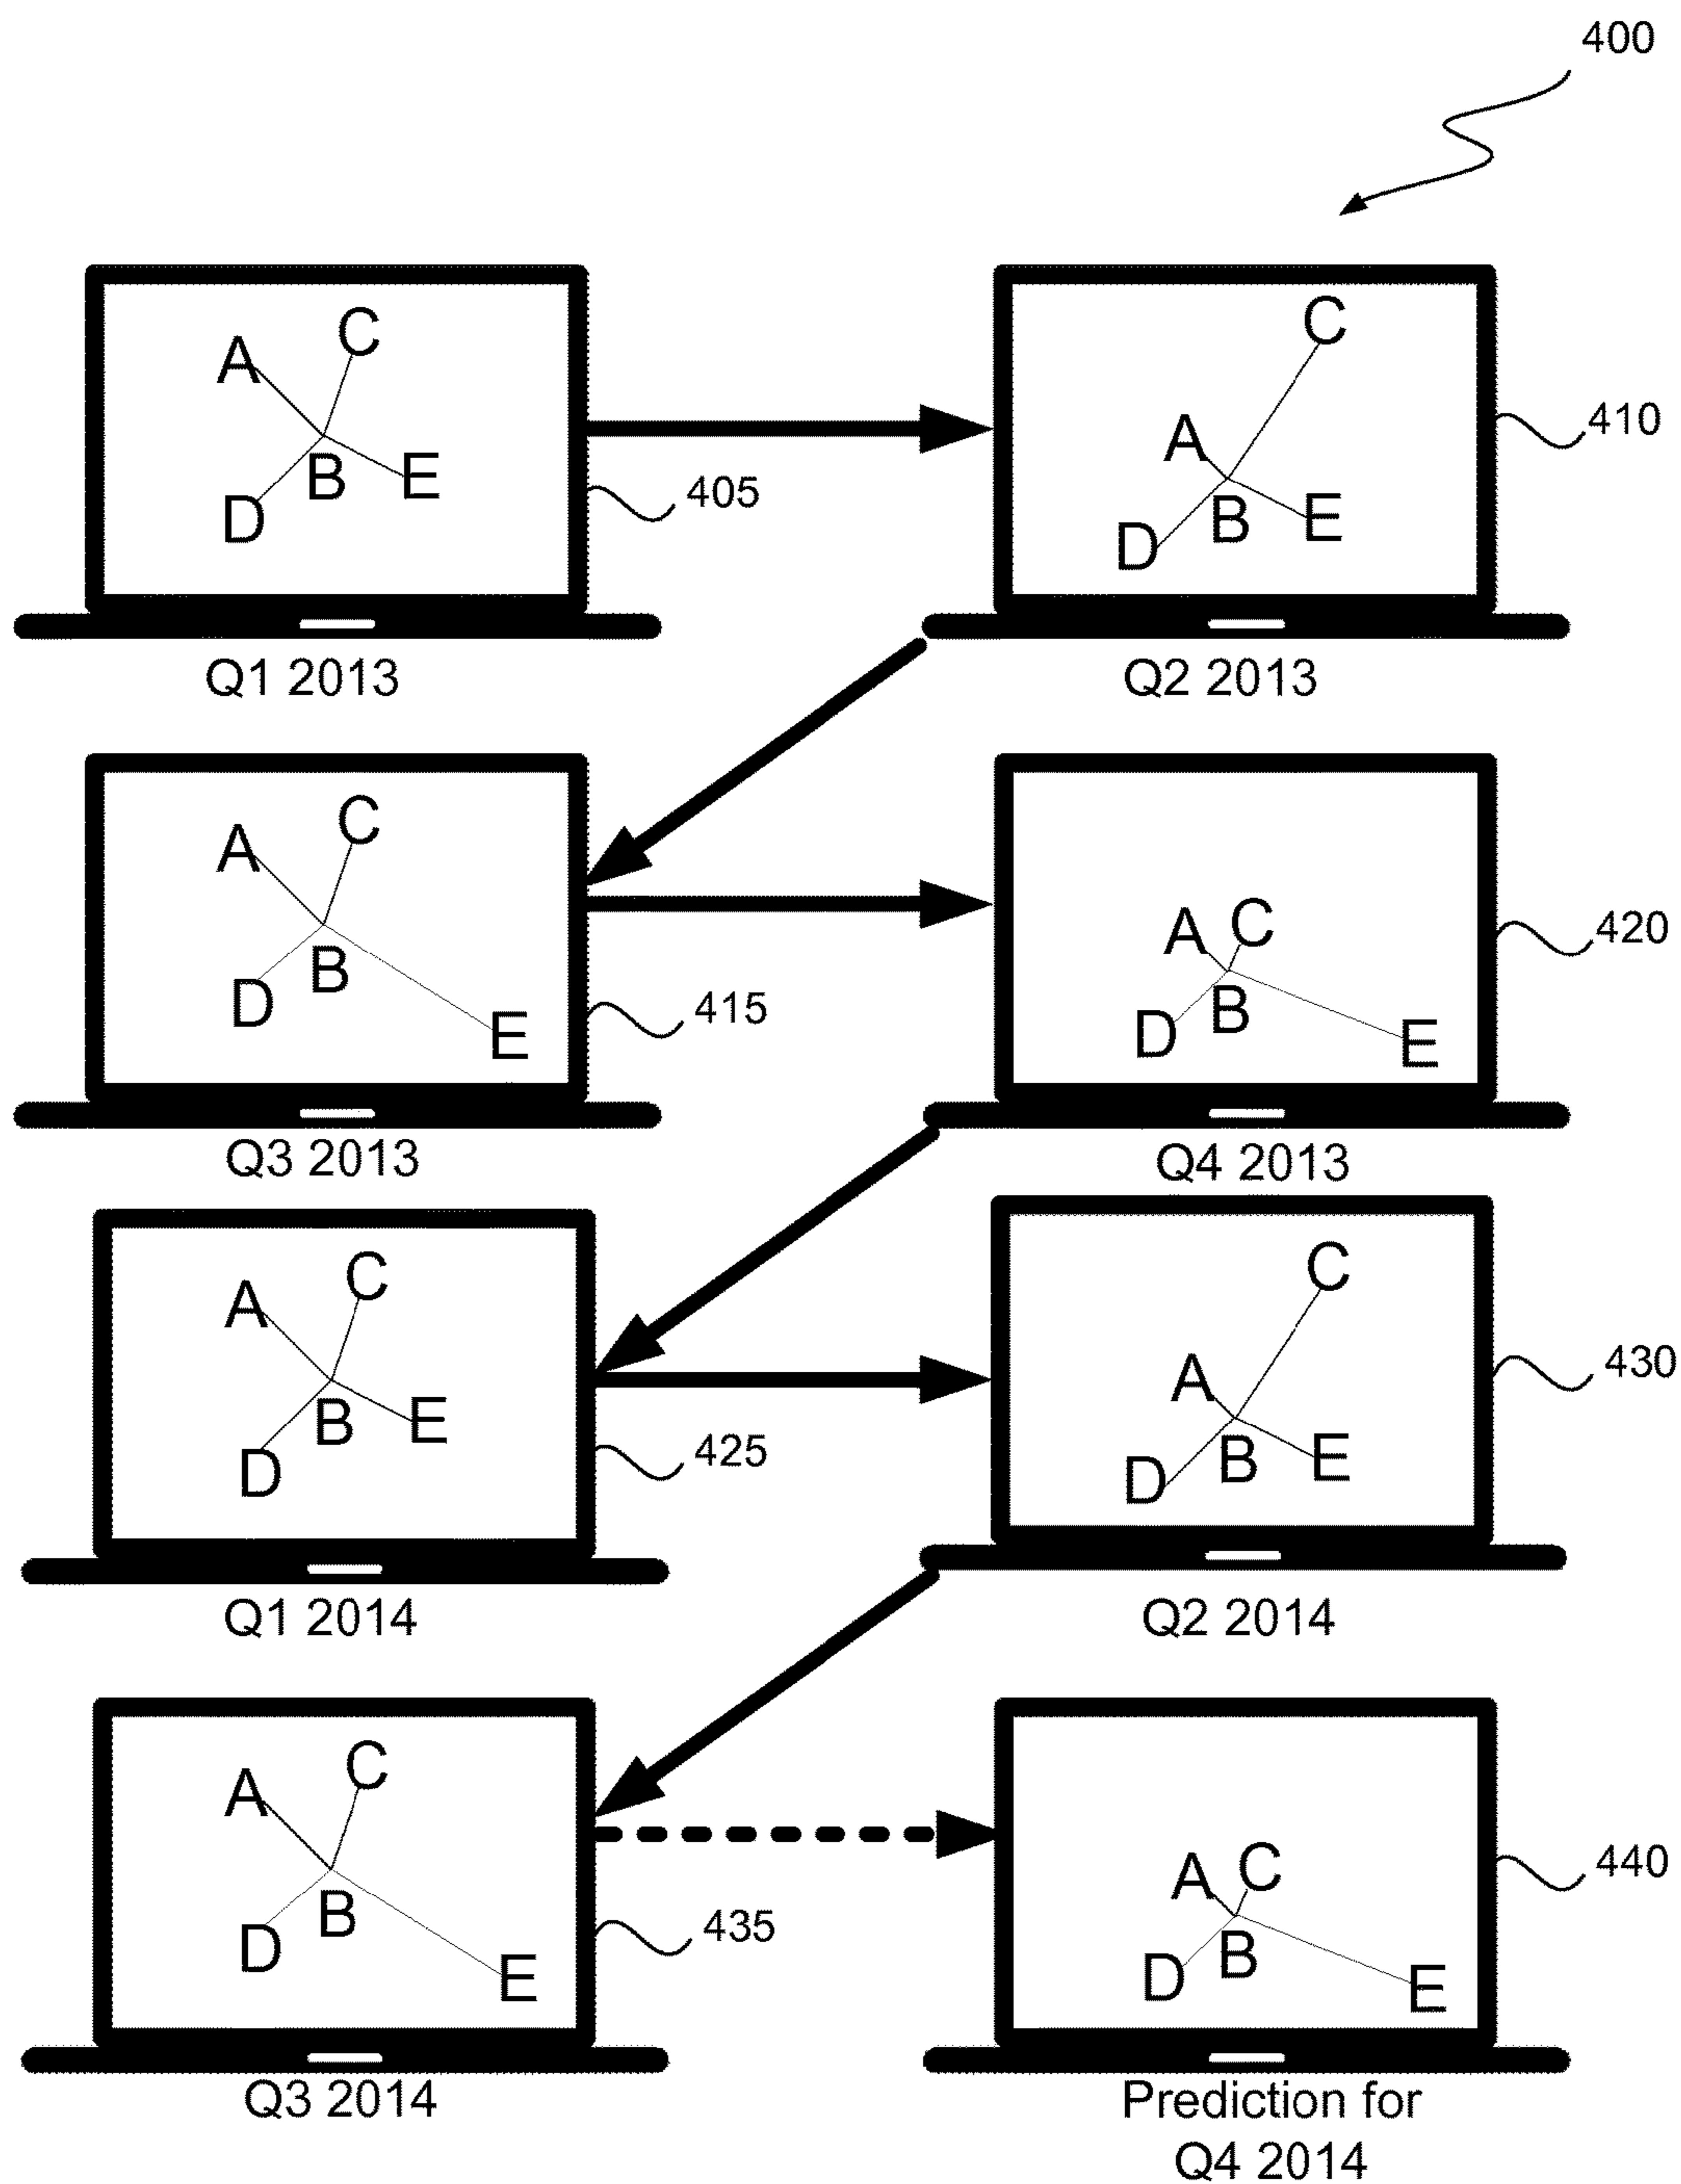 400
C
A
B
E
D
405
Q1 2013
C
A
B
E
D
410
Q2 2013
C
A
B
D
E
415
Q3 2013
A
C
B
D
E
420
Q4 2013
C
A
B
E
D
425
Q1 2014
C
A
B
E
D
430
Q2 2014
C
A
B
D
E
435
Q3 2014
A
C
B
D
E
440
Prediction for
Q4 2014